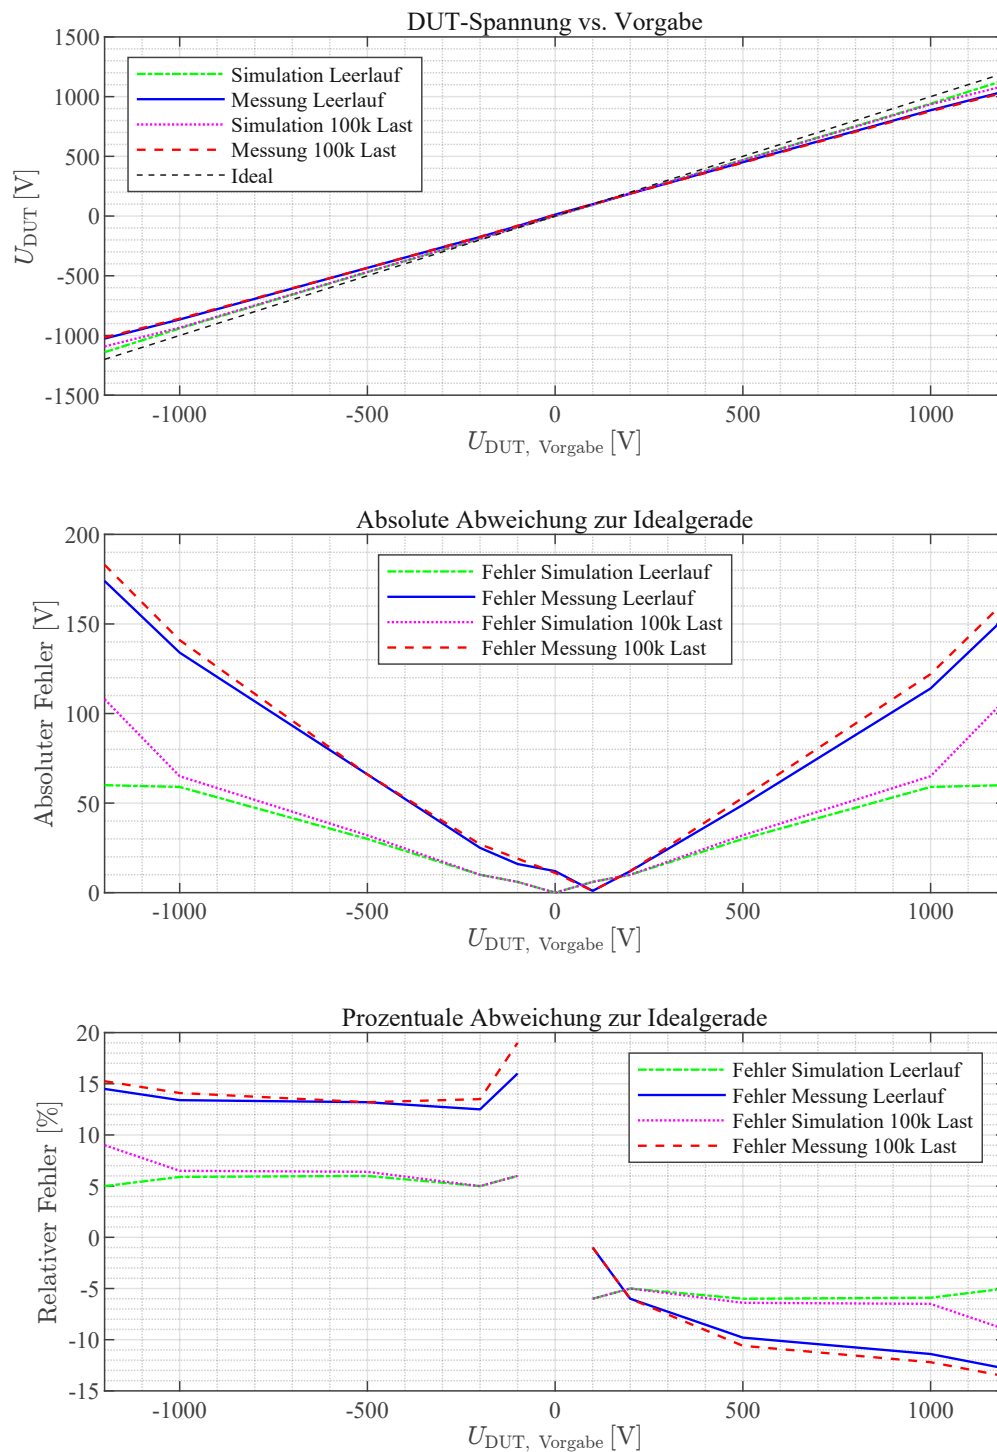 DUT-Spannung vs. Vorgabe
1500
1000
500
0
-500
-1000
-1500
U_DUT [V]
Simulation Leerlauf
Messung Leerlauf
Simulation 100k Last
Messung 100k Last
Ideal
-1000 -500 0 500 1000
U_DUT, Vorgabe [V]
Absolute Abweichung zur Idealgerade
200
150
100
50
0
Absoluter Fehler [V]
Fehler Simulation Leerlauf
Fehler Messung Leerlauf
Fehler Simulation 100k Last
Fehler Messung 100k Last
-1000 -500 0 500 1000
U_DUT, Vorgabe [V]
Prozentuale Abweichung zur Idealgerade
20
15
10
5
0
-5
-10
-15
Relativer Fehler [%]
Fehler Simulation Leerlauf
Fehler Messung Leerlauf
Fehler Simulation 100k Last
Fehler Messung 100k Last
-1000 -500 0 500 1000
U_DUT, Vorgabe [V]